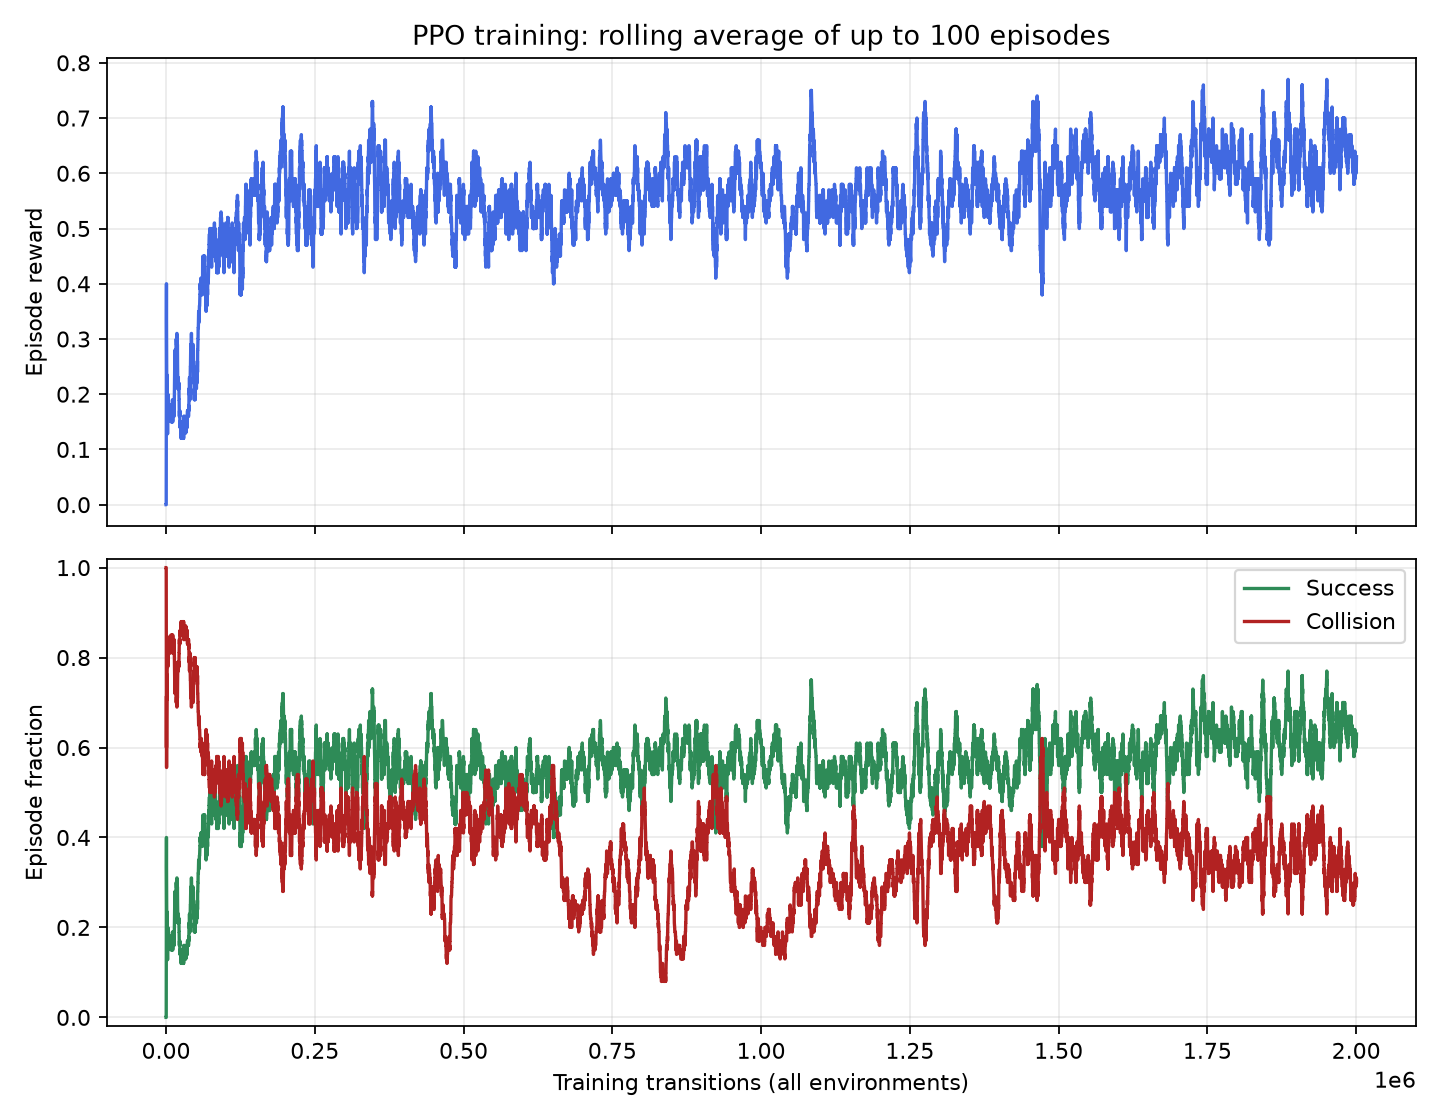 PPO training: rolling average of up to 100 episodes
0.8
0.7
0.6
0.5
0.4
0.3
0.2
0.1
0.0
Episode reward
1.0
0.8
0.6
0.4
0.2
0.0
Episode fraction
Success
Collision
0.00 0.25 0.50 0.75 1.00 1.25 1.50 1.75 2.00
1e6
Training transitions (all environments)